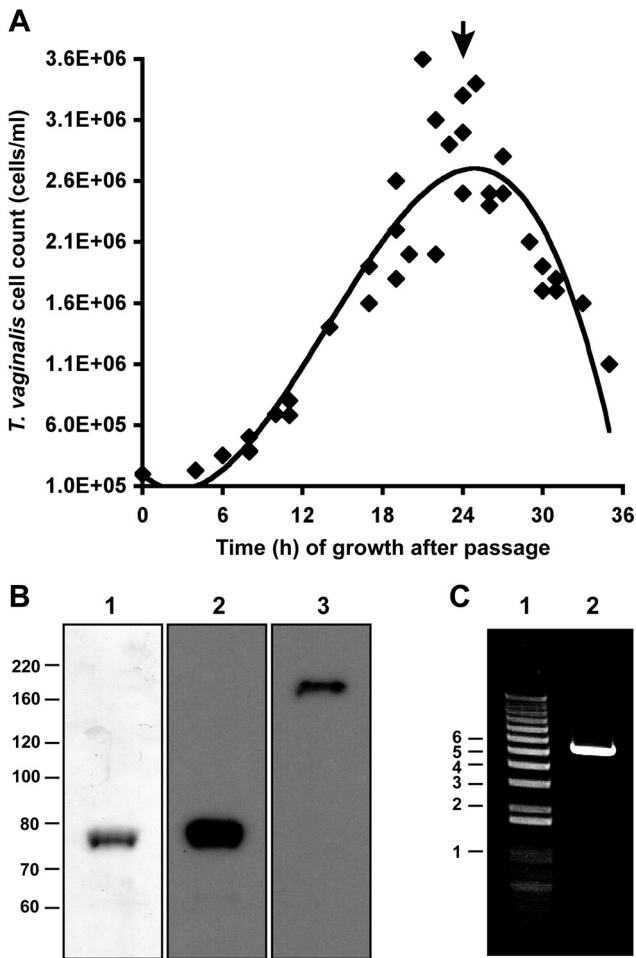 A
T. vaginalis cell count (cells/ml)
3.6E+06
3.1E+06
2.6E+06
2.1E+06
1.6E+06
1.1E+06
6.0E+05
1.0E+05
0 6 12 18 24 30 36
Time (h) of growth after passage
B
1 2 3
220
160
120
100
80
70
60
C
1 2
6
5
4
3
2
1